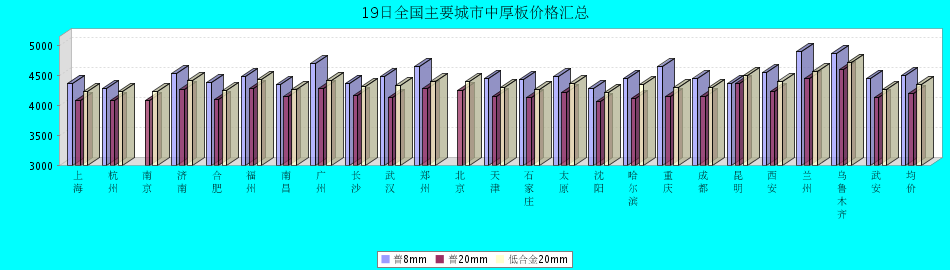 19日全国主要城市中厚板价格汇总
5000
4500
4000
3500
3000
上海
杭州
南京
济南
合肥
福州
南昌
广州
长沙
武汉
郑州
北京
天津
石家庄
太原
沈阳
哈尔滨
重庆
成都
昆明
西安
兰州
乌鲁木齐
武安
均价
普8mm 普20mm 低合金20mm